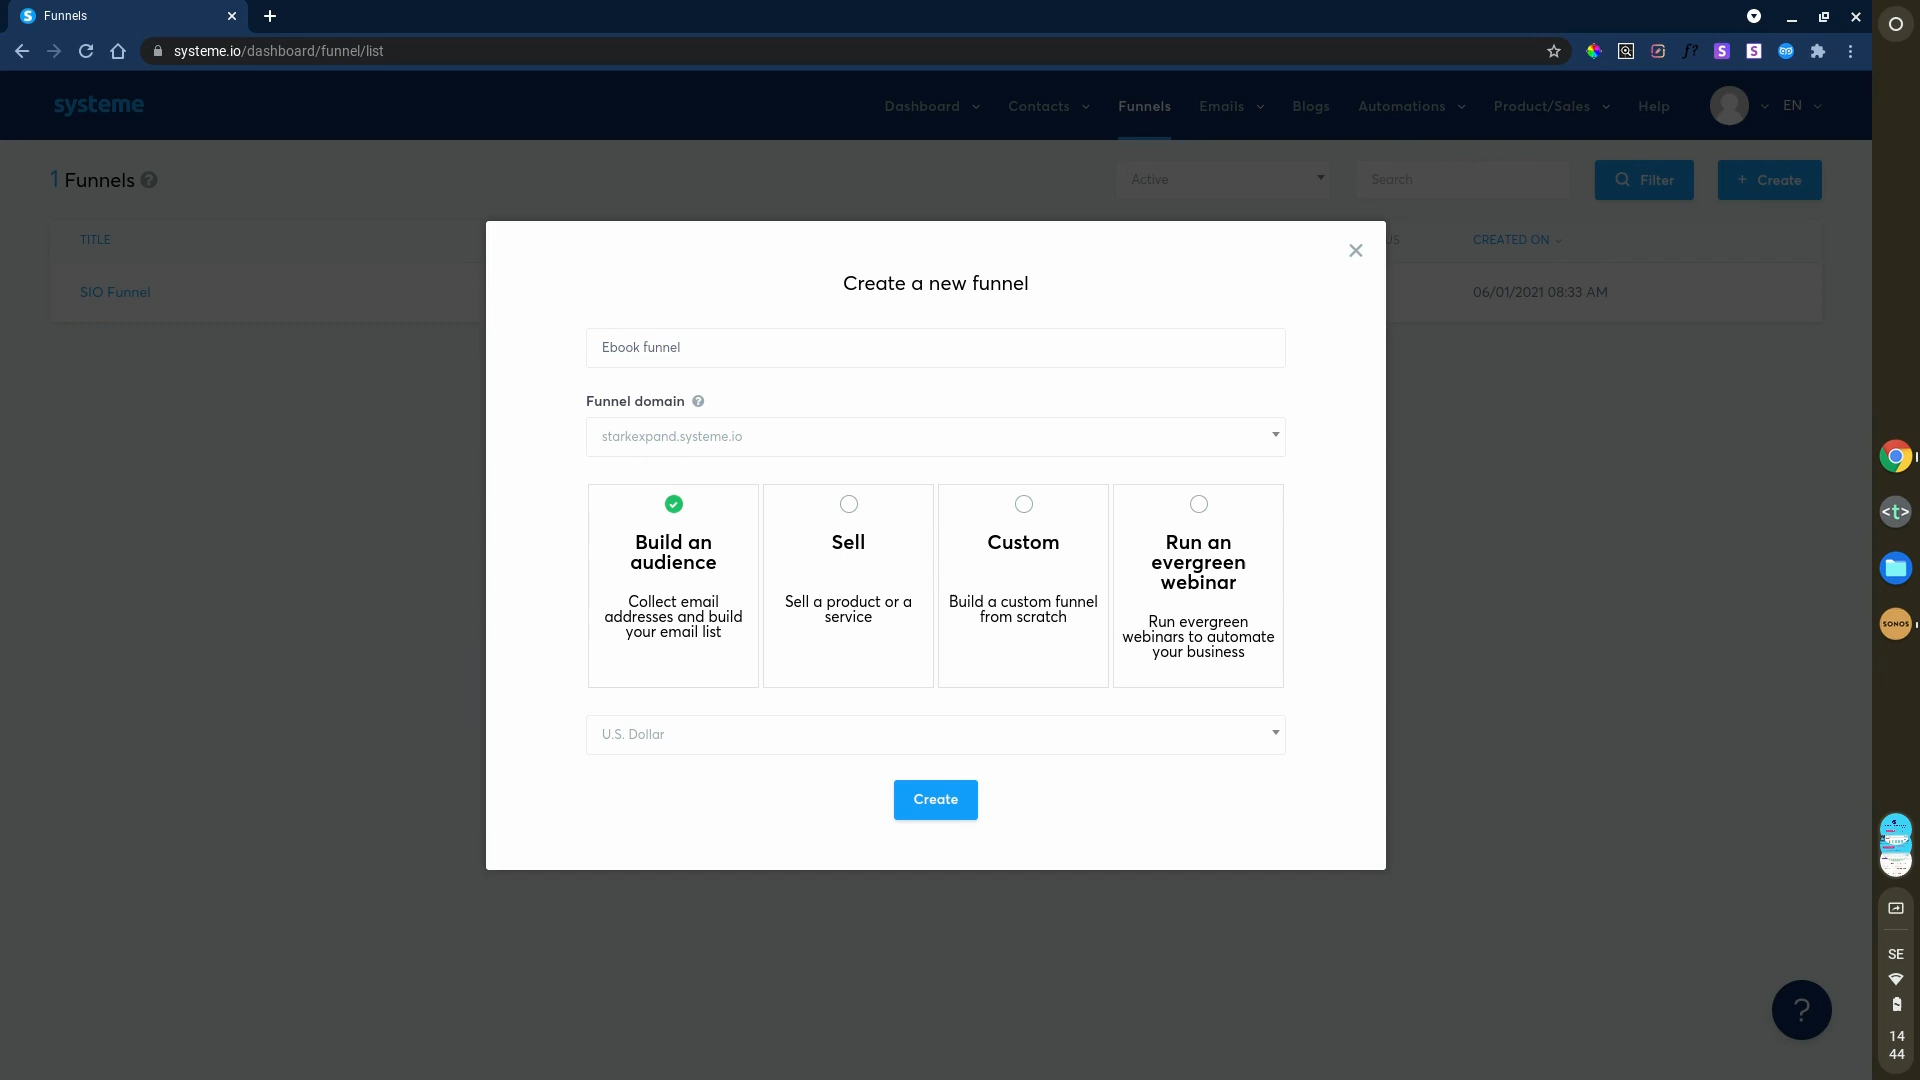 Funnels
systeme.io/dashboard/funnel/list
systeme
Dashboard
Contacts
Funnels
Emails
Blogs
Automations
Product/Sales
Help
EN
1 Funnels
Active
Search
Filter
+ Create
TITLE
US
CREATED ON
SIO Funnel
06/01/2021 08:33 AM
Create a new funnel
Ebook funnel
Funnel domain
starkexpand.systeme.io
Build an
audience
Collect email
addresses and build
your email list
Sell
Sell a product or a
service
Custom
Build a custom funnel
from scratch
Run an
evergreen
webinar
Run evergreen
webinars to automate
your business
U.S. Dollar
Create
?
f?
<t>
SONOS
SE
14
44